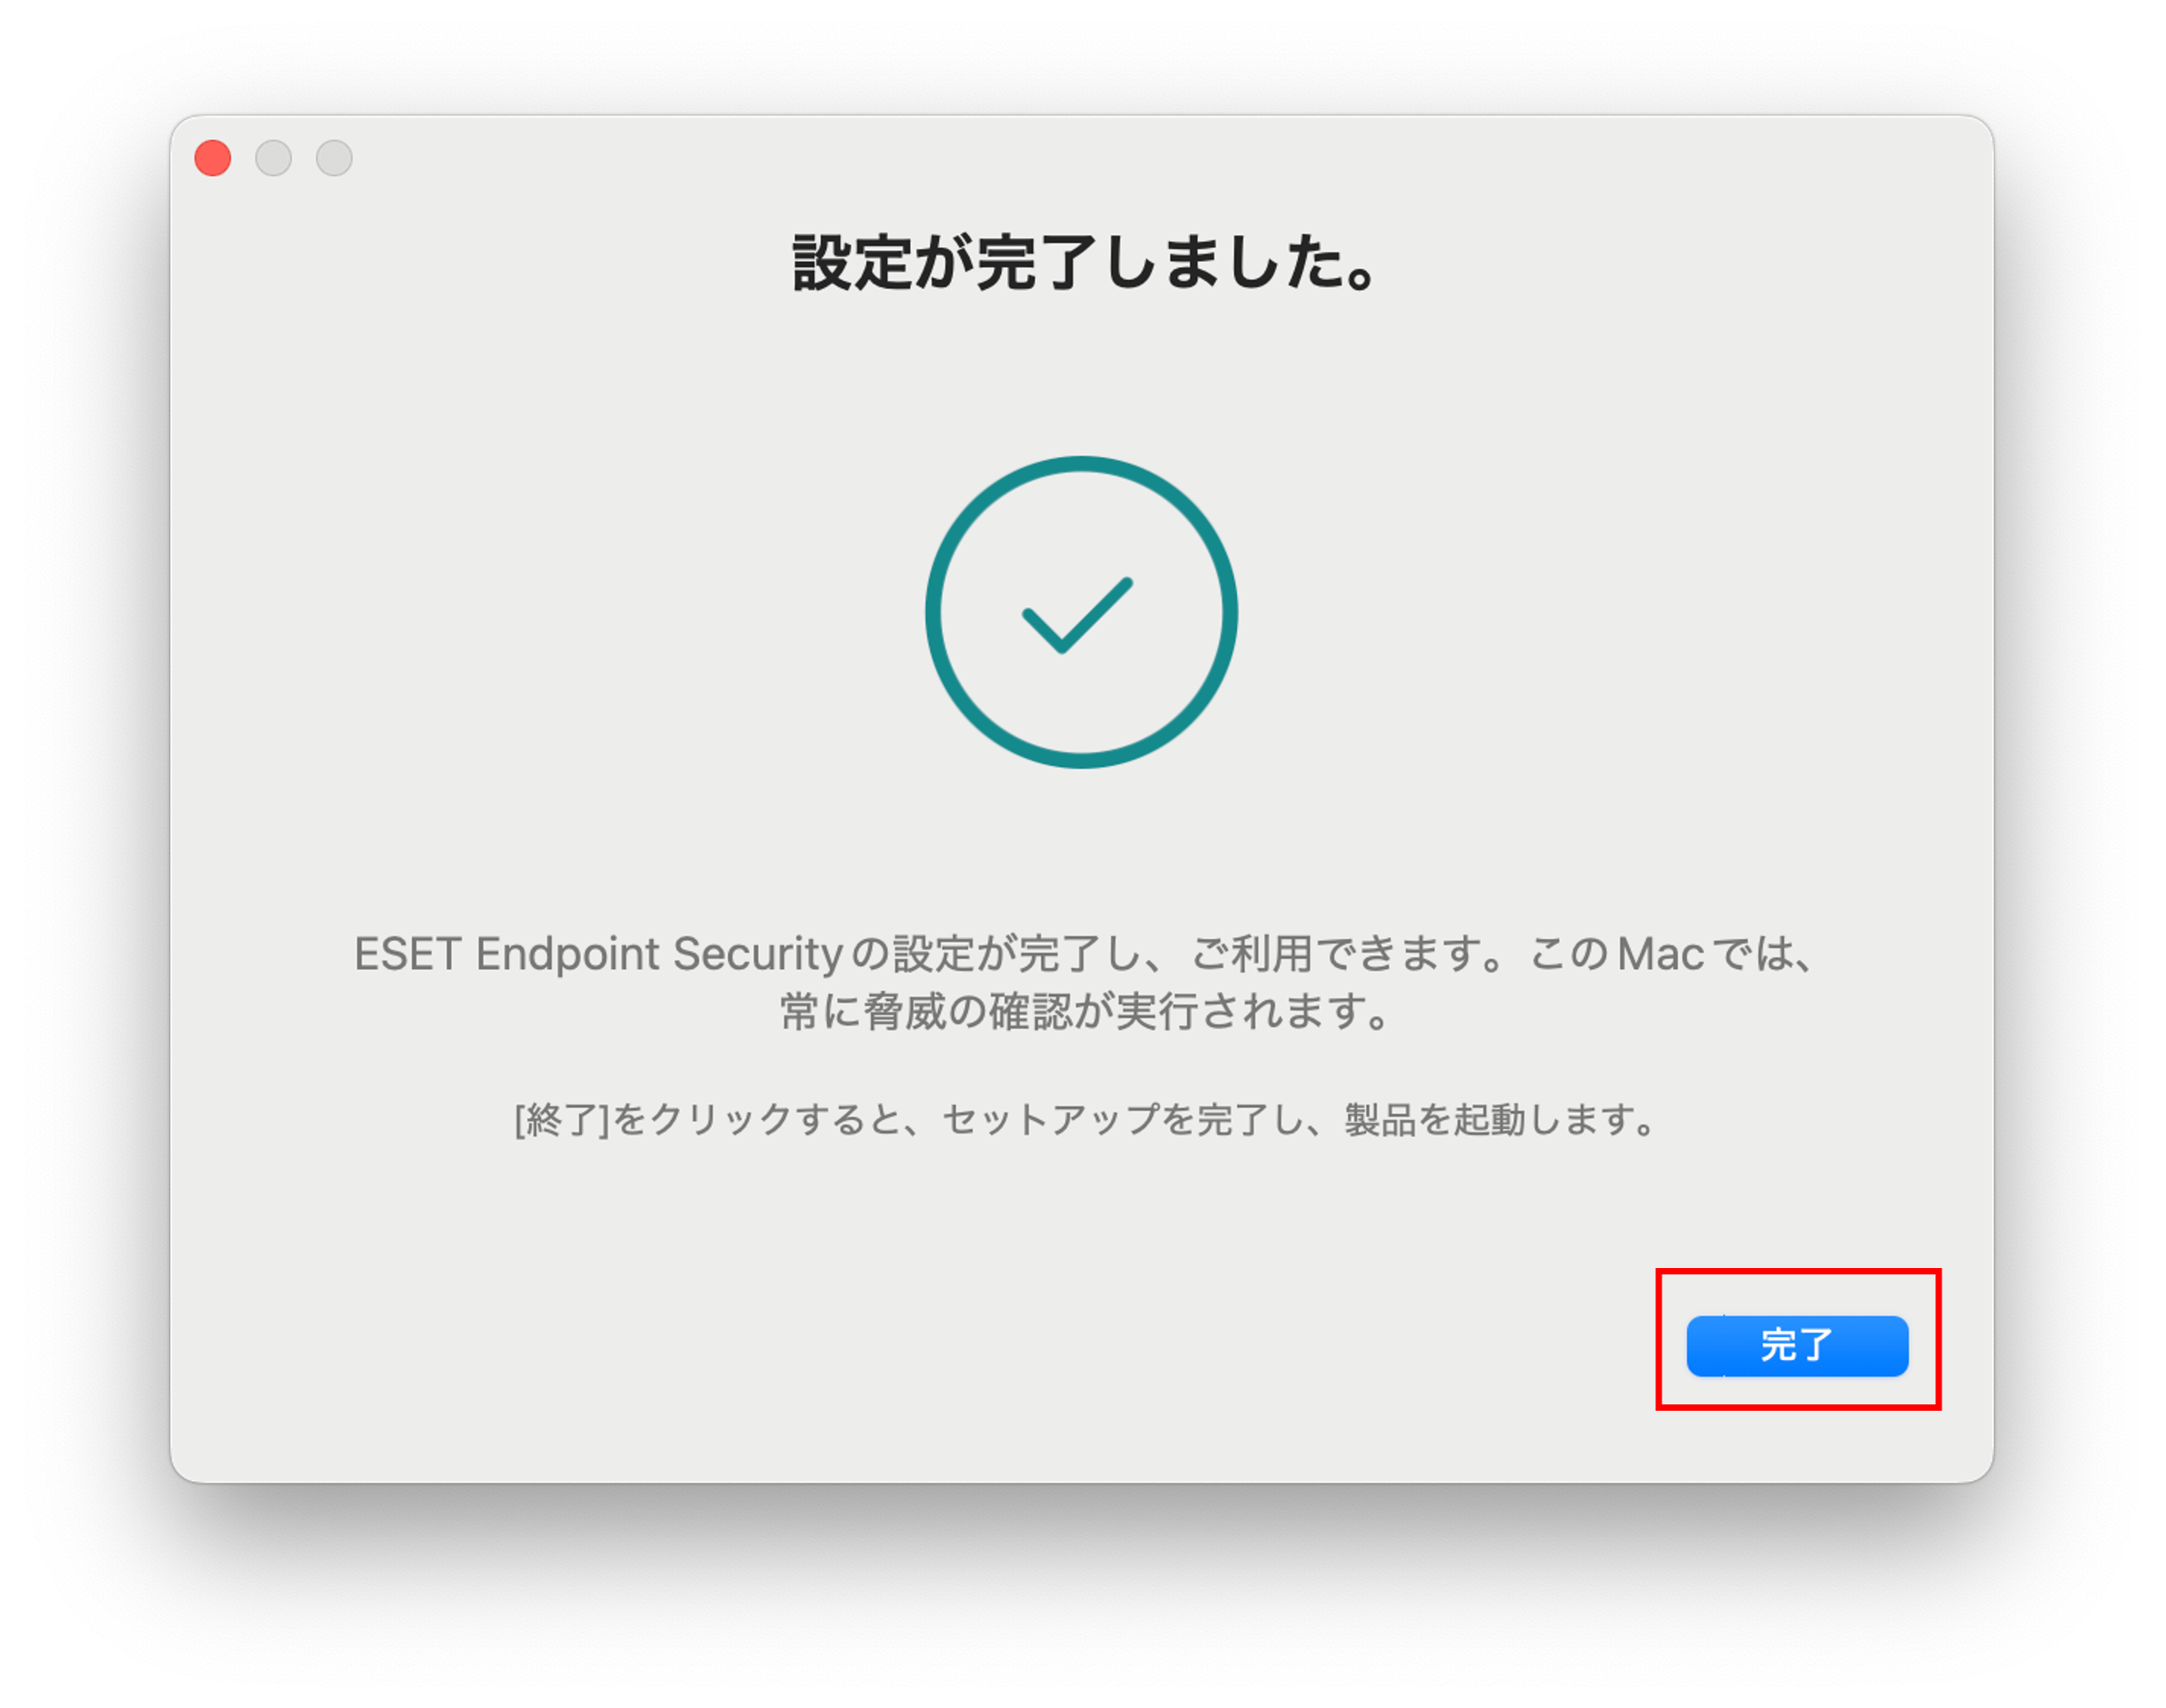 設定が完了しました。
ESET Endpoint Securityの設定が完了し、ご利用できます。このMacでは、
常に脅威の確認が実行されます。
[終了]をクリックすると、セットアップを完了し、製品を起動します。
完了